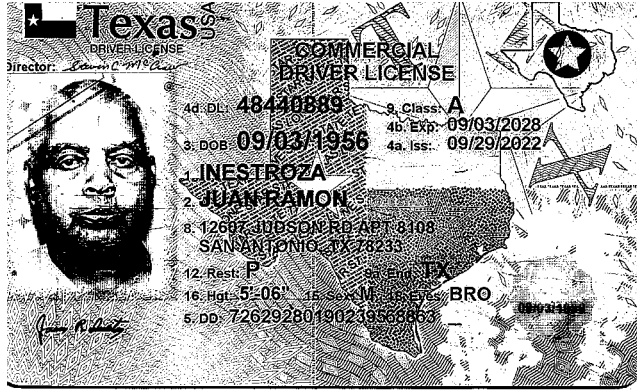 Texas USA
DRIVER LICENSE
Director:
COMMERCIAL
DRIVER LICENSE
4d. DL: 48440889 9. Class: A
4b. Exp: 09/03/2028
3. DOB 09/03/1956 4a. Iss: 09/29/2022
1. INESTROZA
2. JUAN RAMON
8. 12607 JUDSON RD APT 8108
SAN ANTONIO, TX 78233
12. Rest: P 9a. End: TX
16. Hgt: 5'-06" 15. Sex: M 18. Eyes: BRO
5. DD: 72629280190239568863
09/03/1956